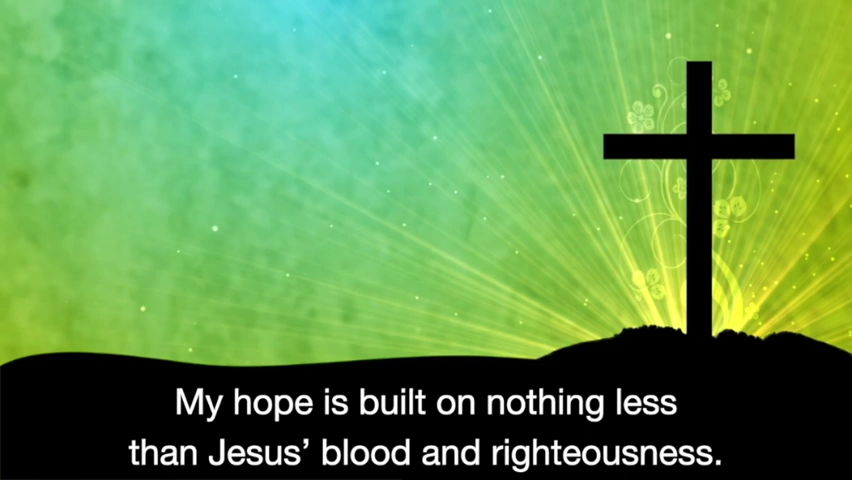 My hope is built on nothing less
than Jesus’ blood and righteousness.